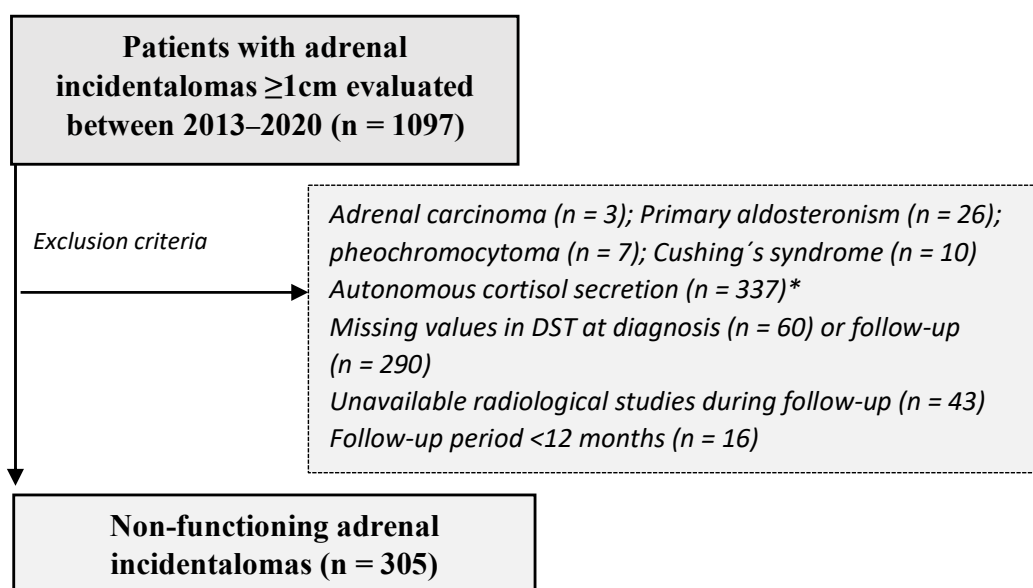 Patients with adrenal
incidentalomas ≥1cm evaluated
between 2013–2020 (n = 1097)
Exclusion criteria
Adrenal carcinoma (n = 3); Primary aldosteronism (n = 26);
pheochromocytoma (n = 7); Cushing´s syndrome (n = 10)
Autonomous cortisol secretion (n = 337)*
Missing values in DST at diagnosis (n = 60) or follow-up
(n = 290)
Unavailable radiological studies during follow-up (n = 43)
Follow-up period <12 months (n = 16)
Non-functioning adrenal
incidentalomas (n = 305)